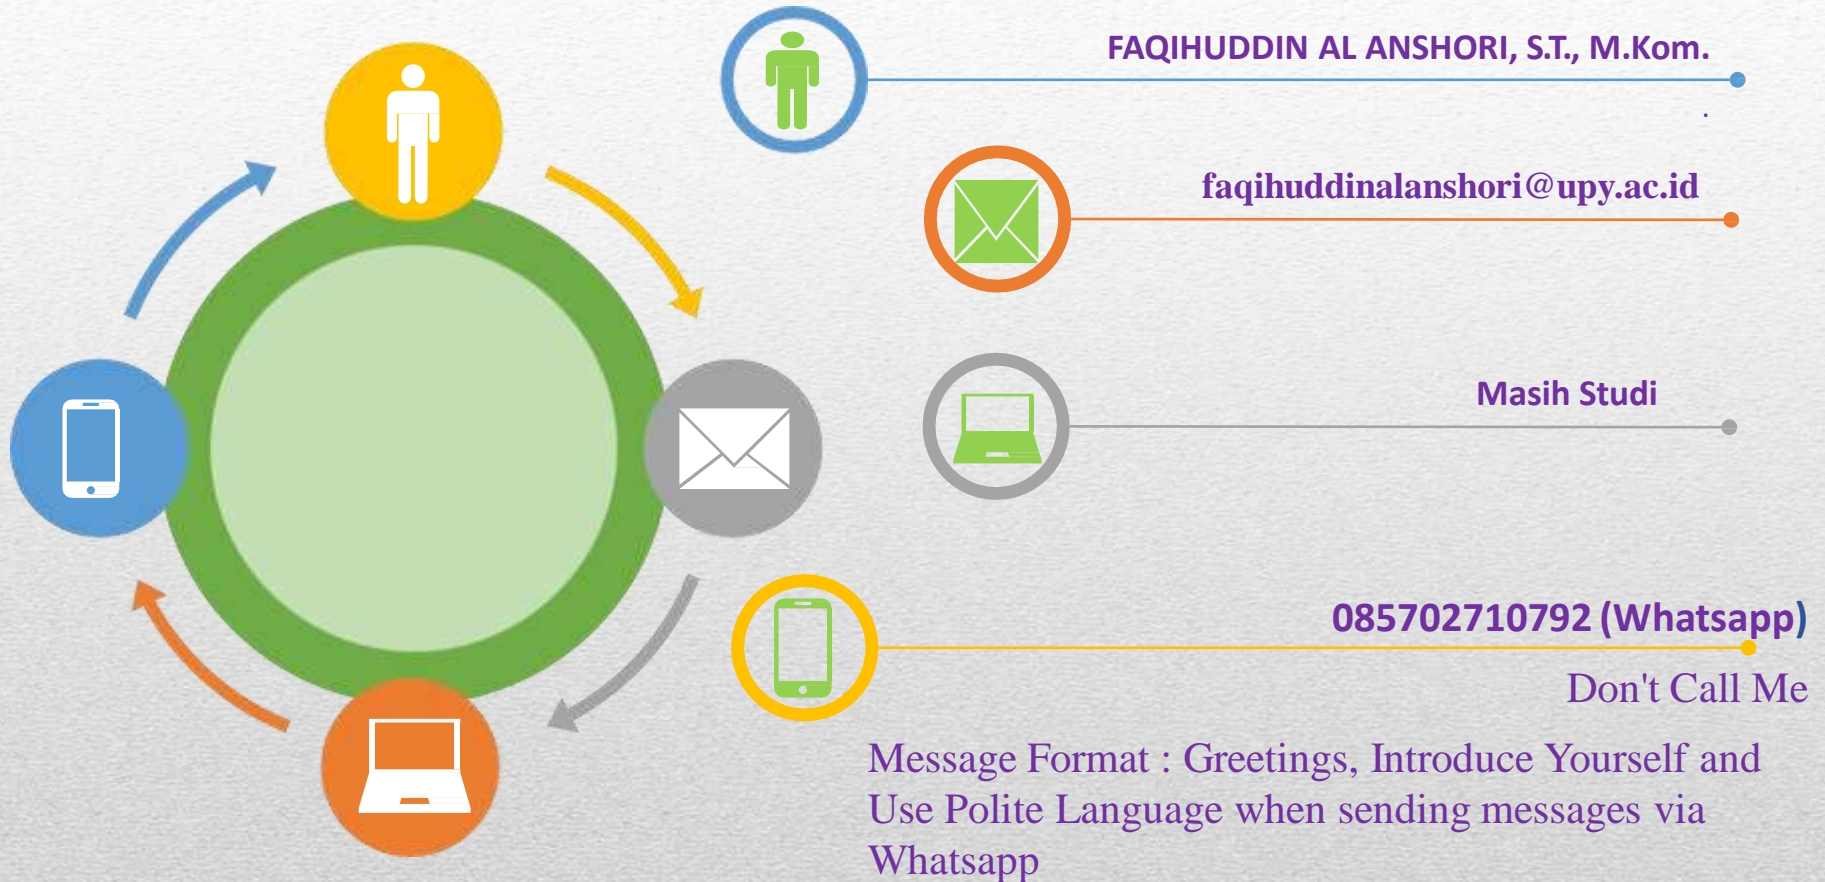 FAQIHUDDIN AL ANSHORI, S.T., M.Kom.
.
faqihuddinalanshori@upy.ac.id
Masih Studi
085702710792 (Whatsapp)
Don't Call Me
Message Format : Greetings, Introduce Yourself and
Use Polite Language when sending messages via
Whatsapp